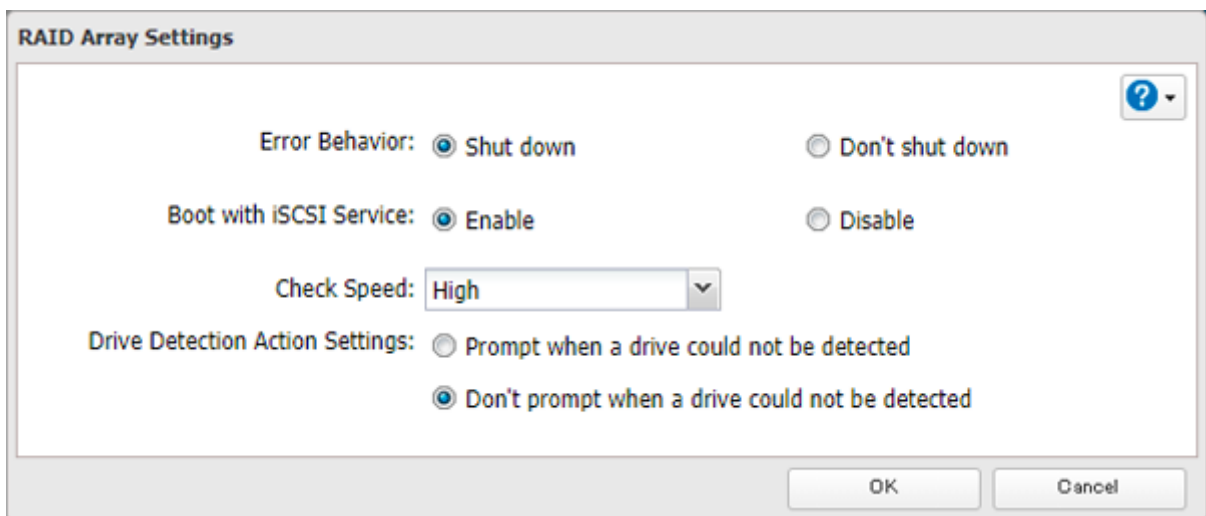 RAID Array Settings
Error Behavior: Shut down Don't shut down
Boot with iSCSI Service: Enable Disable
Check Speed: High
Drive Detection Action Settings: Prompt when a drive could not be detected
Don't prompt when a drive could not be detected
OK Cancel